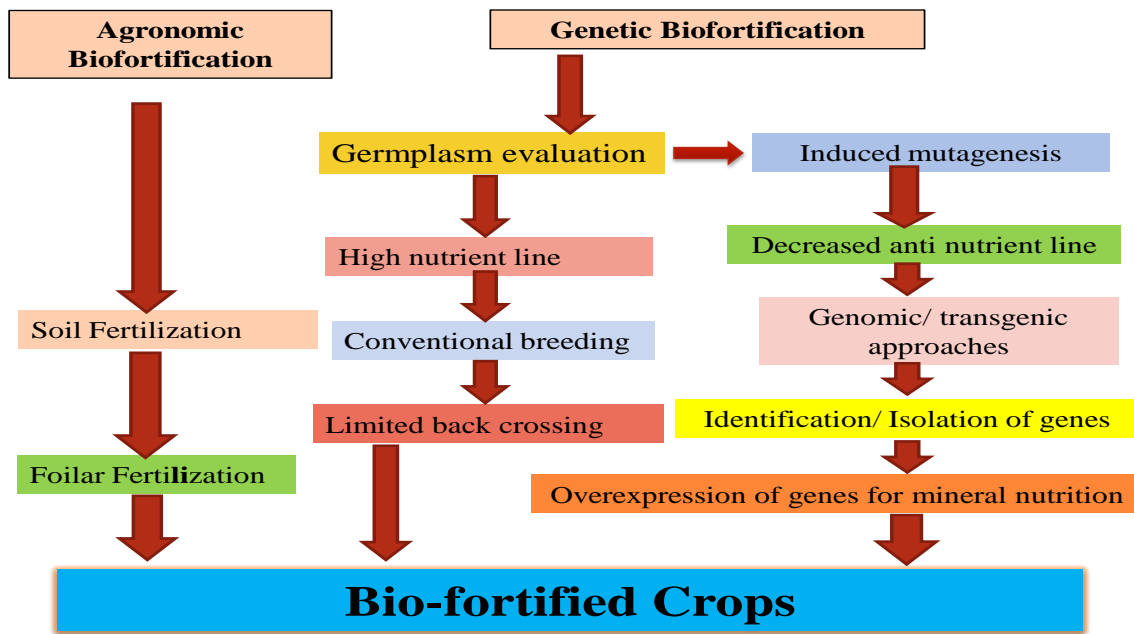 Agronomic
Biofortification
Genetic Biofortification
Germplasm evaluation
Induced mutagenesis
High nutrient line
Decreased anti nutrient line
Soil Fertilization
Conventional breeding
Genomic/ transgenic
approaches
Limited back crossing
Identification/ Isolation of genes
Foilar Fertilization
Overexpression of genes for mineral nutrition
Bio-fortified Crops